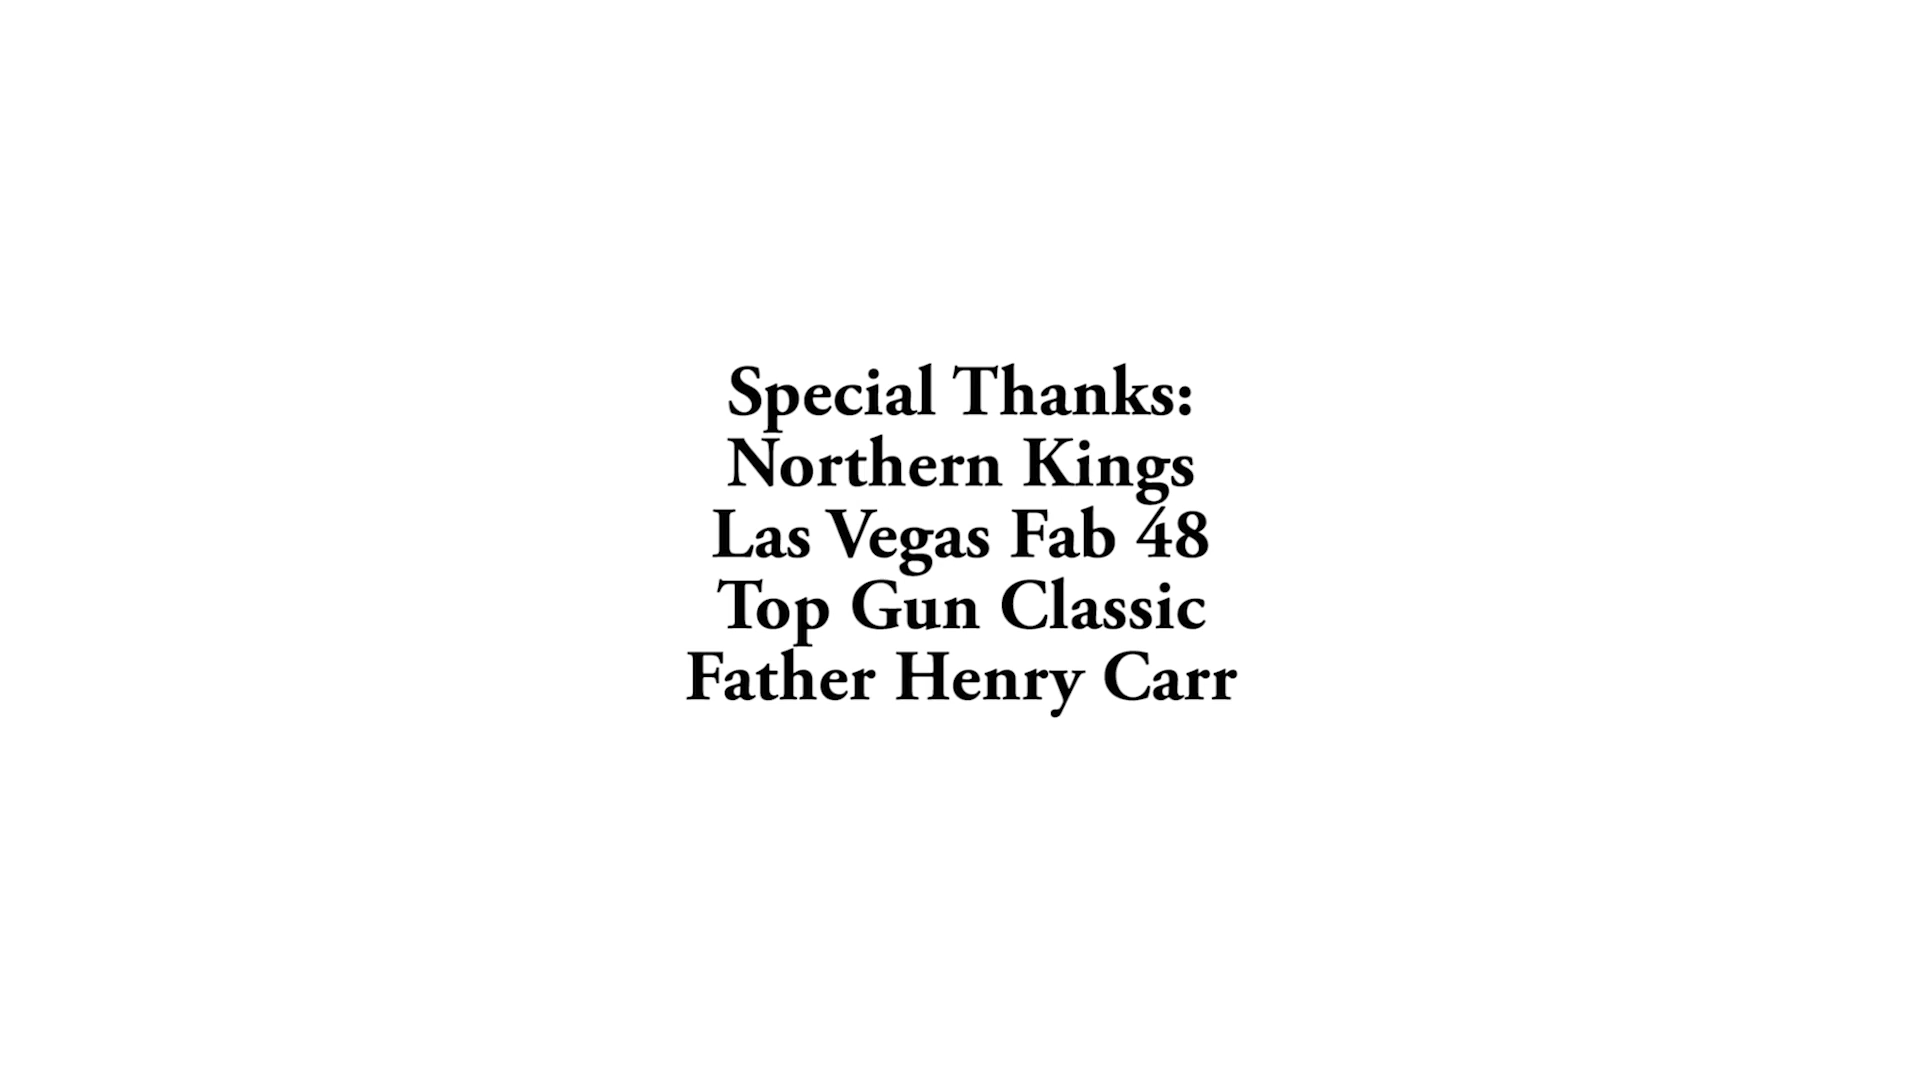 Special Thanks:
Northern Kings
Las Vegas Fab 48
Top Gun Classic
Father Henry Carr